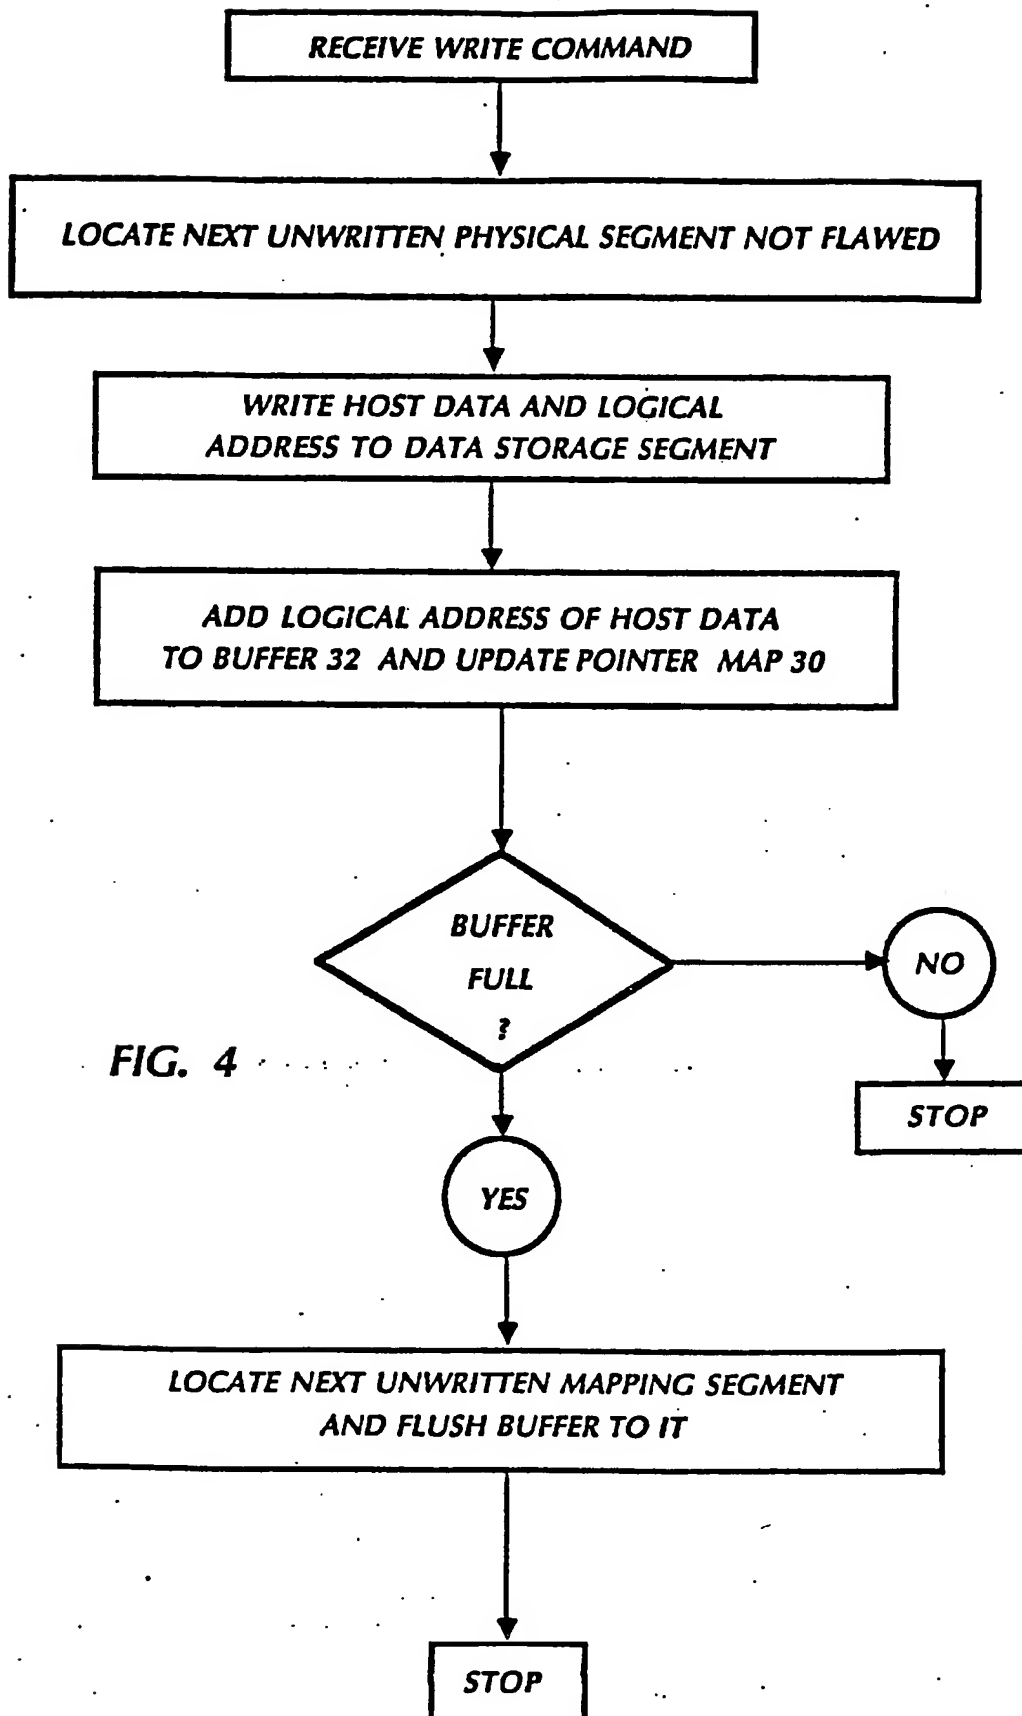 RECEIVE WRITE COMMAND
LOCATE NEXT UNWRITTEN PHYSICAL SEGMENT NOT FLAWED
WRITE HOST DATA AND LOGICAL
ADDRESS TO DATA STORAGE SEGMENT
ADD LOGICAL ADDRESS OF HOST DATA
TO BUFFER 32 AND UPDATE POINTER MAP 30
BUFFER
FULL
?
NO
STOP
FIG. 4
YES
LOCATE NEXT UNWRITTEN MAPPING SEGMENT
AND FLUSH BUFFER TO IT
STOP